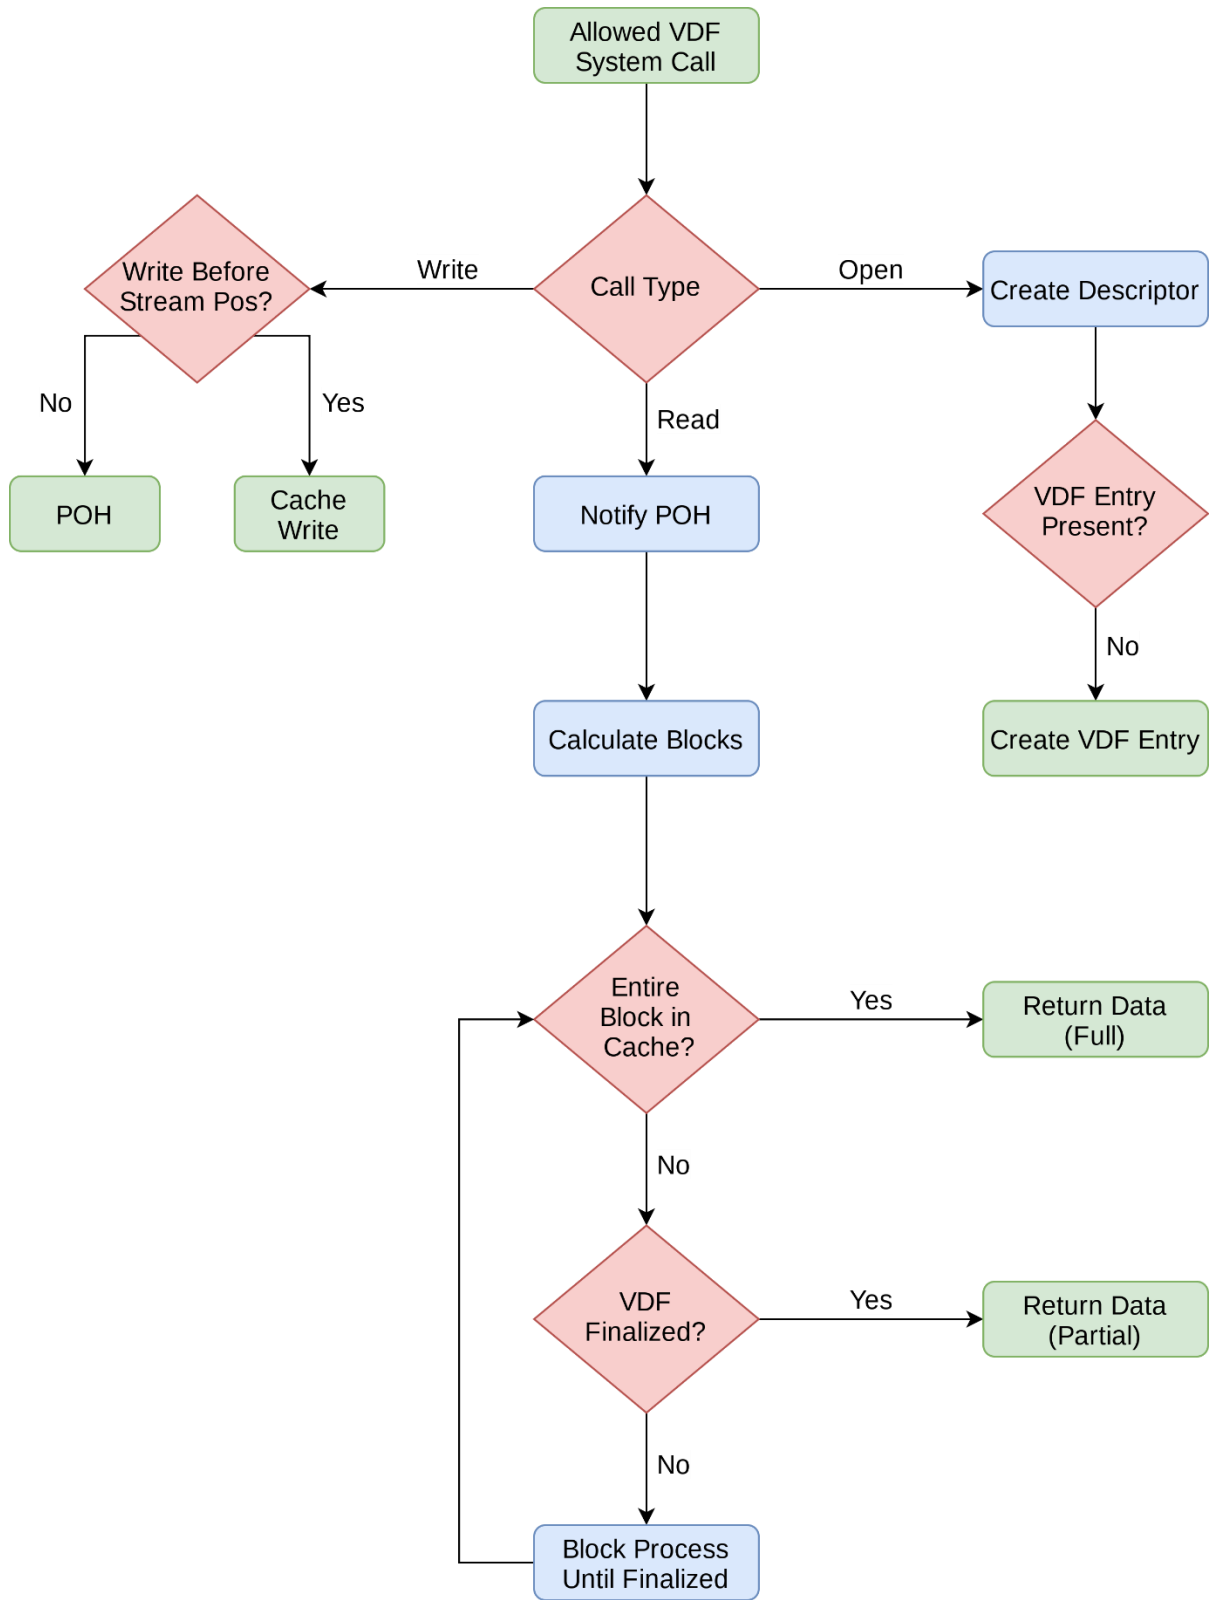 Allowed VDF
System Call
Write Before
Stream Pos?
Write
Call Type
Open
Create Descriptor
No
Yes
Read
POH
Cache
Write
Notify POH
VDF Entry
Present?
No
Calculate Blocks
Create VDF Entry
Entire
Block in
Cache?
Yes
Return Data
(Full)
No
VDF
Finalized?
Yes
Return Data
(Partial)
No
Block Process
Until Finalized